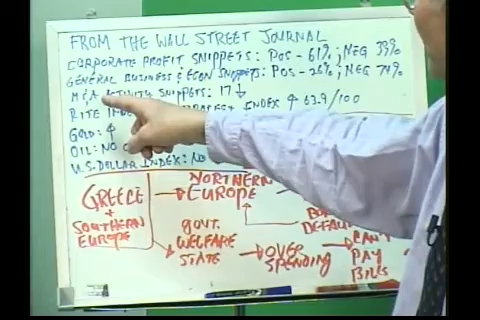 FROM THE WALL STREET JOURNAL
CORPORATE PROFIT SNIPPETS: POS - 61% ; NEG 39%
GENERAL BUSINESS & ECON SNIPPETS: POS - 26% ; NEG 74%
M & A ACTIVITY SNIPPETS: 17 ↓
RITE INDEX ↑ 63.9/100
GOLD: ↑
OIL: NO
U.S. DOLLAR INDEX: NO
GREECE + SOUTHERN EUROPE
→ NORTHERN EUROPE
GOVT. WELFARE STATE
→ OVER SPENDING
→ CAN'T PAY BILLS